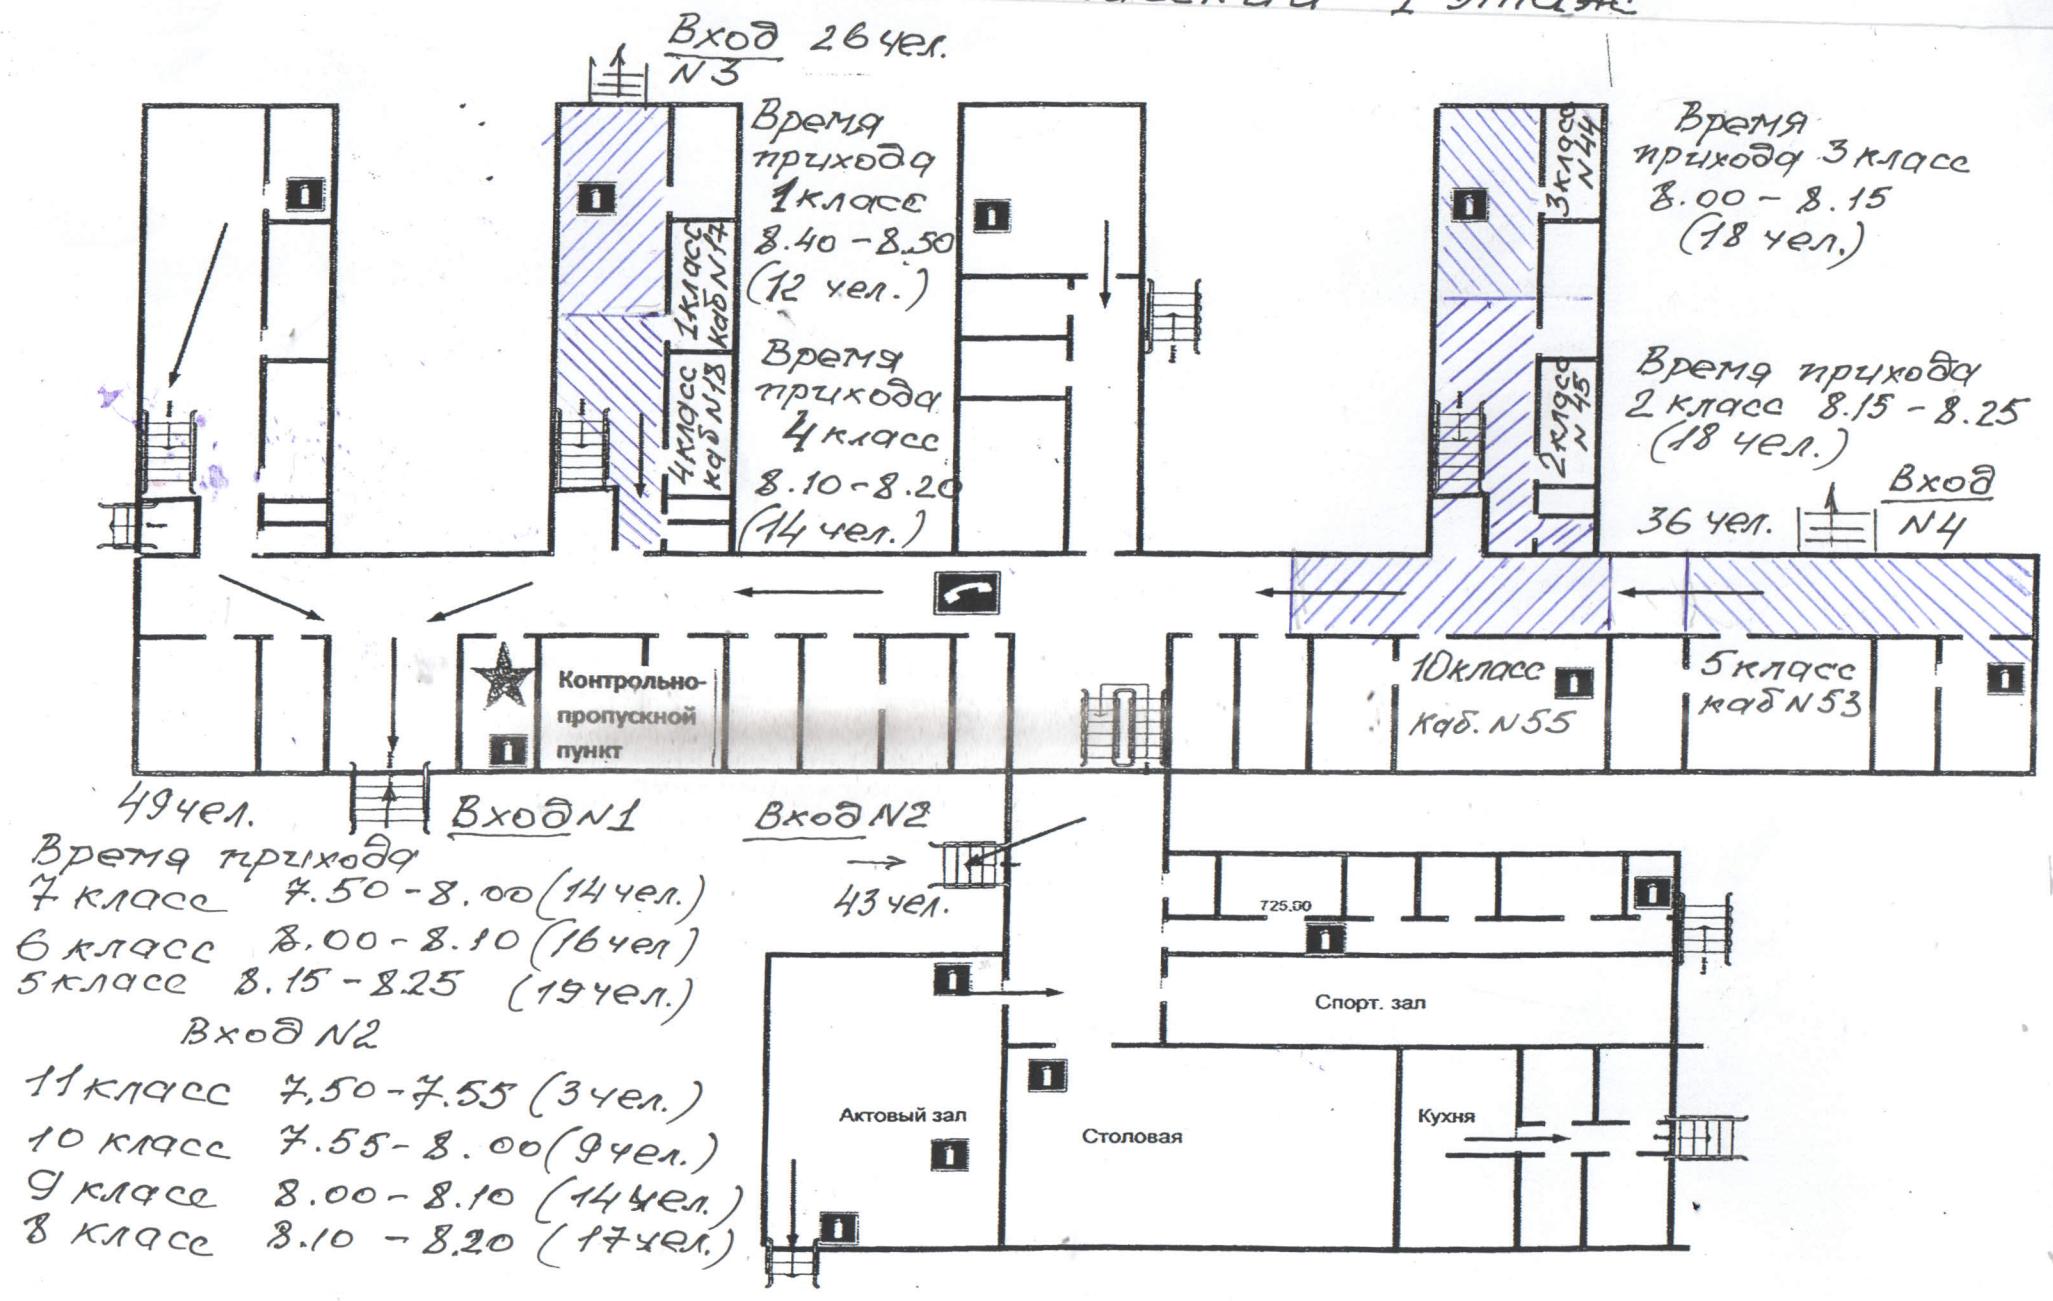 1 этаж
Вход 26 чел.
N3
Время
прихода
1 класс
8.40 - 8.50
(12 чел.)
Время
прихода
4 класс
8.10 - 8.20
(14 чел.)
1 класс
каб N17
4 класс
каб N18
3 класс
N44
2 класс
N 45
Время
прихода 3 класс
8.00 - 8.15
(18 чел.)
Время прихода
2 класс 8.15 - 8.25
(18 чел.)
Вход
36 чел. N4
Контрольно-
пропускной
пункт
10 класс
каб. N55
5 класс
каб N53
49 чел.
Вход N1
Вход N2
43 чел.
Время прихода
7 класс 7.50 - 8.00 (14 чел.)
6 класс 8.00 - 8.10 (16 чел)
5 класс 8.15 - 8.25 (19 чел.)
Вход N2
11 класс 7.50 - 7.55 (3 чел.)
10 класс 7.55 - 8.00 (9 чел.)
9 класс 8.00 - 8.10 (14 чел.)
8 класс 8.10 - 8.20 (17 чел.)
725.00
Спорт. зал
Актовый зал
Столовая
Кухня